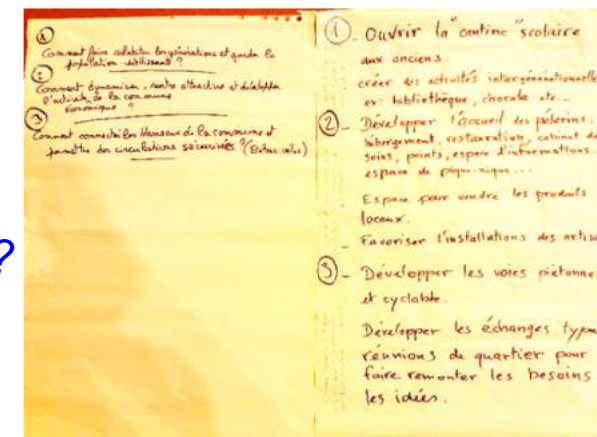 ①
Comment faire cohabiter les générations et garder la
population vieillissant ?
②
Comment dynamiser, rendre attractive et développer
l'activité de la commune
économique ?
③
Comment connecter les Hameaux de la commune et
permettre des circulations sécurisées ? (Enfans, vélos)
?
① - Ouvrir la "cantine" scolaire
aux anciens.
créer des activités intergénérationnelle
ex: bibliothèque, chorale etc...
② - Développer l'accueil des pèlerins.
hébergement, restauration, cabinet de
soins, points, espace d'informations.
espace de pique-nique...
- Espace pour vendre les produits
locaux.
- Favoriser l'installations des artisa
③ - Développer les voies piétonne
et cyclable.
Développer les échanges type
réunions de quartier pour
faire remonter les besoins
les idées.